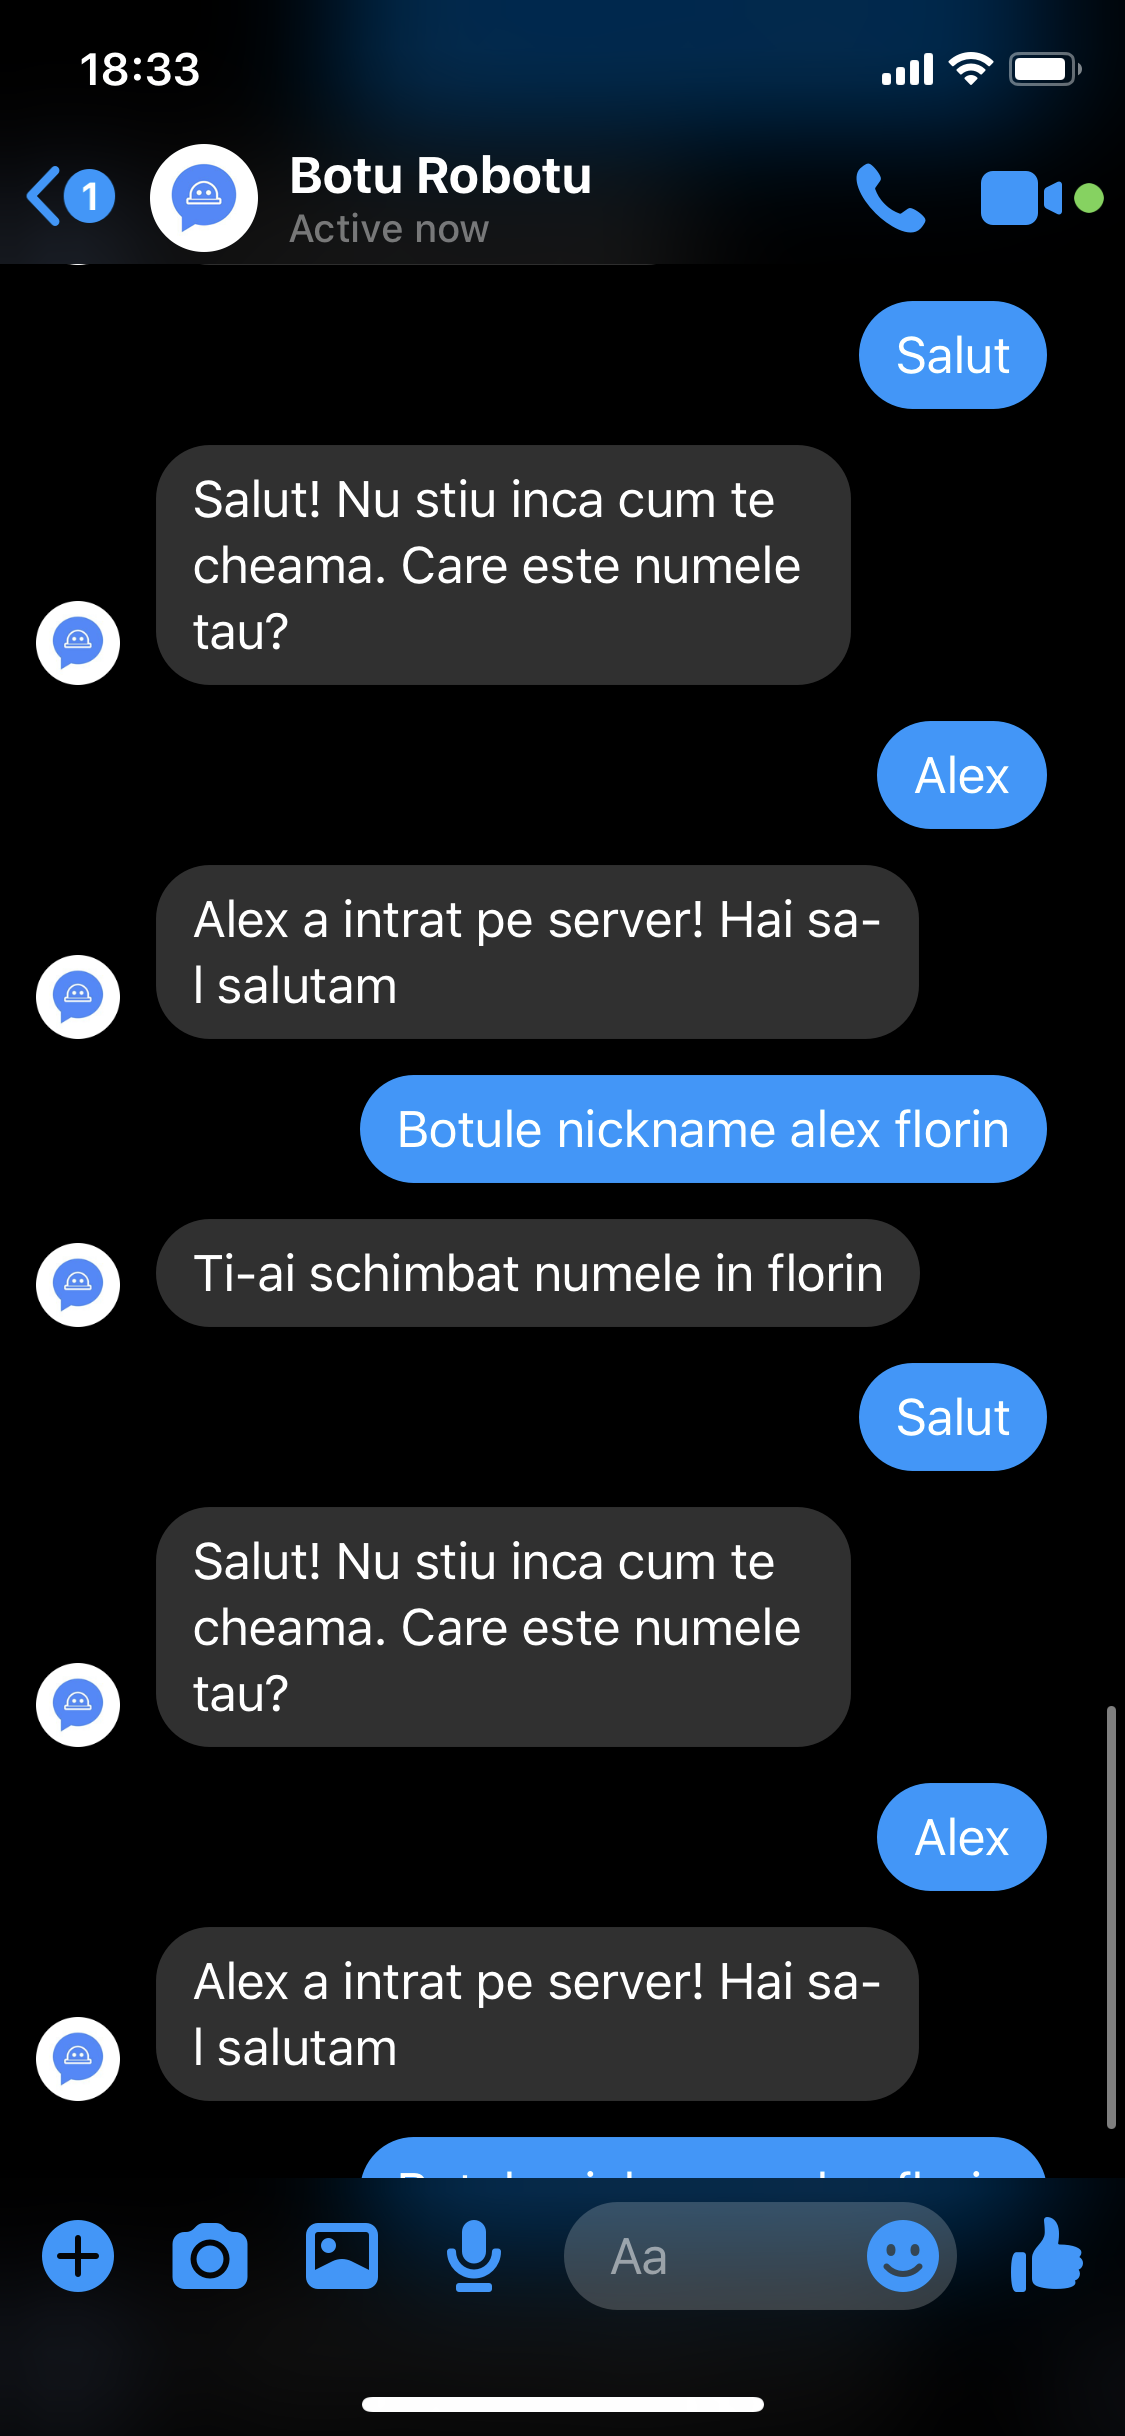 18:33
1
Botu Robotu
Active now
Salut
Salut! Nu stiu inca cum te
cheama. Care este numele
tau?
Alex
Alex a intrat pe server! Hai sa-
l salutam
Botule nickname alex florin
Ti-ai schimbat numele in florin
Salut
Salut! Nu stiu inca cum te
cheama. Care este numele
tau?
Alex
Alex a intrat pe server! Hai sa-
l salutam
Aa